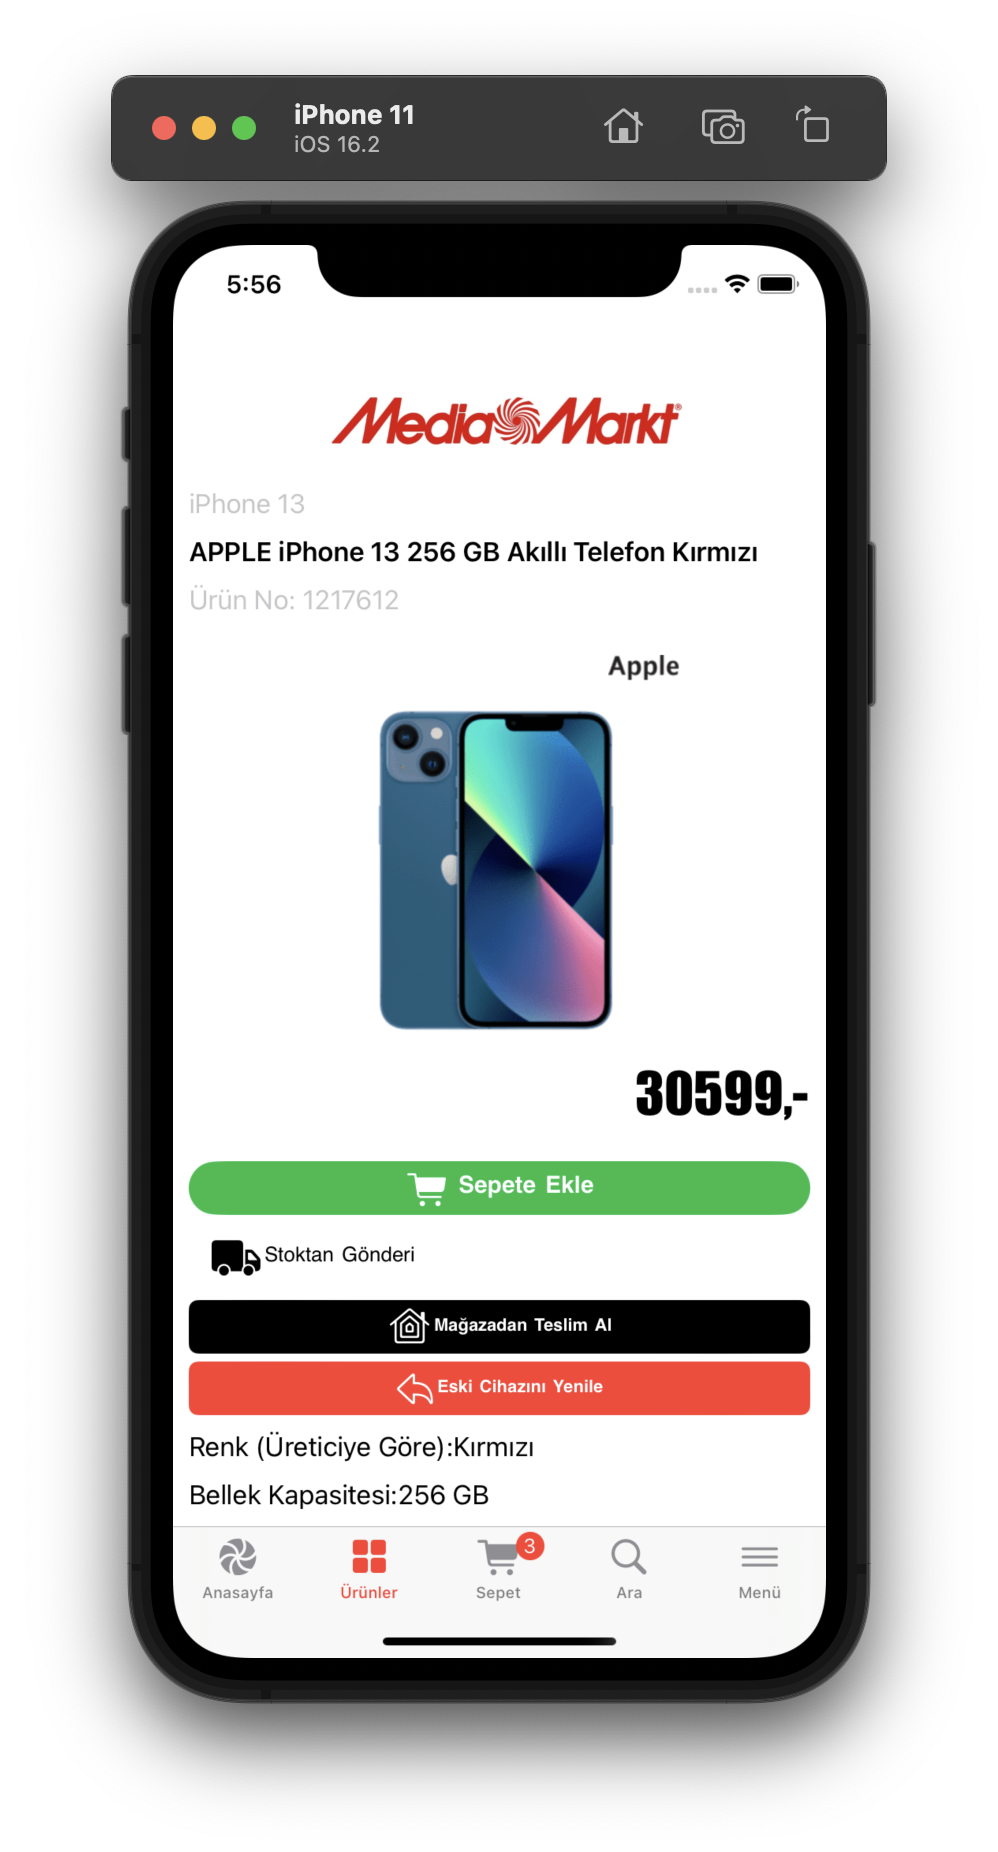 iPhone 11
iOS 16.2
5:56
MediaMarkt®
iPhone 13
APPLE iPhone 13 256 GB Akıllı Telefon Kırmızı
Ürün No: 1217612
Apple
30599,-
Sepete Ekle
Stoktan Gönderi
Mağazadan Teslim Al
Eski Cihazını Yenile
Renk (Üreticiye Göre):Kırmızı
Bellek Kapasitesi:256 GB
3
Anasayfa Ürünler Sepet Ara Menü